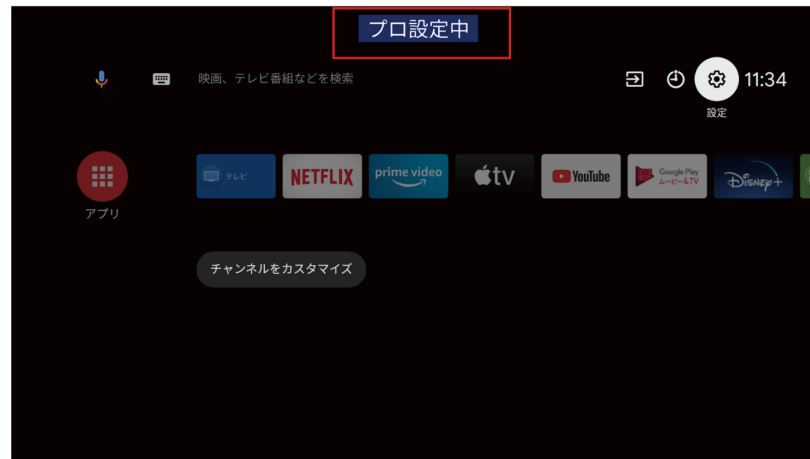 プロ設定中
映画、テレビ番組などを検索
11:34
設定
テレビ
NETFLIX
prime video
tv
YouTube
Google Play
ムービー&TV
Disney+
アプリ
チャンネルをカスタマイズ